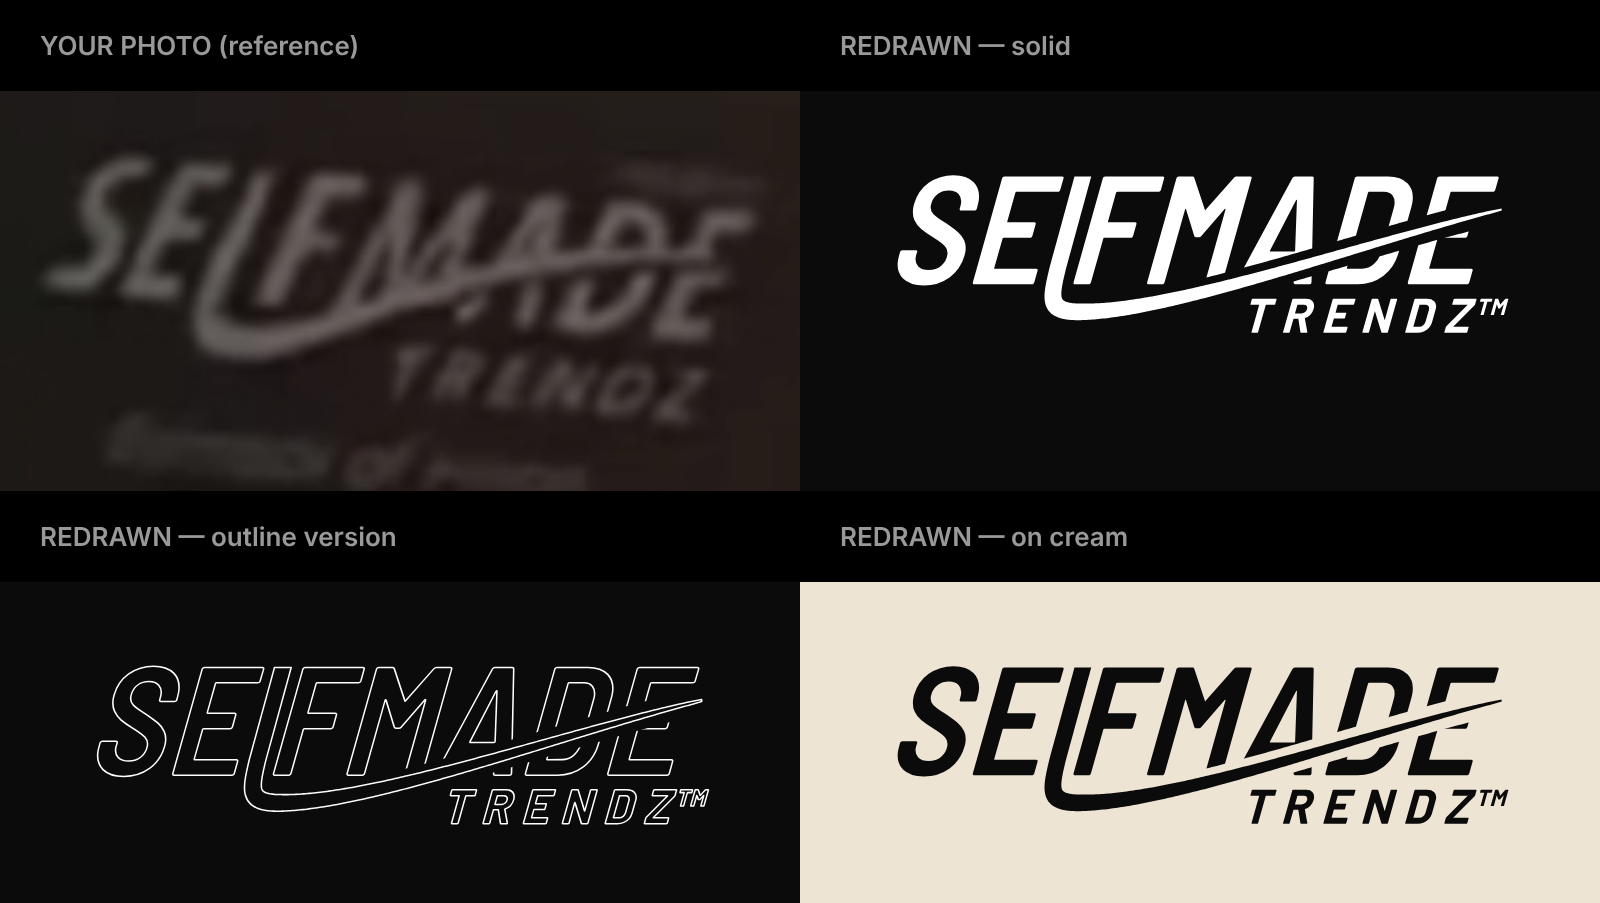 YOUR PHOTO (reference)
REDRAWN — solid
SELFMADE
TRENDZ
of
SELFMADE
TRENDZ™
REDRAWN — outline version
REDRAWN — on cream
SELFMADE
TRENDZ™
SELFMADE
TRENDZ™